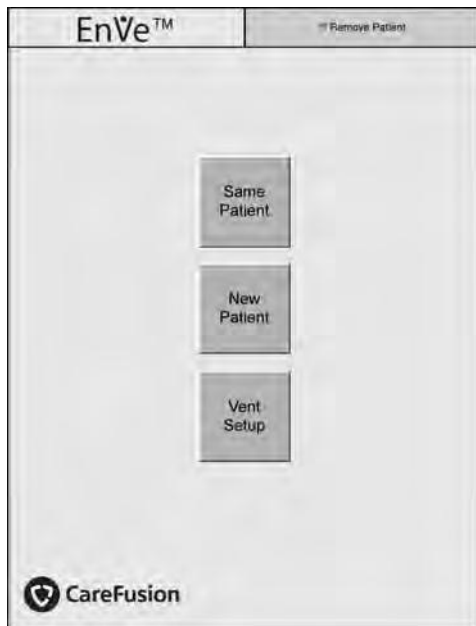 EnVe™
!!! Remove Patient
Same
Patient
New
Patient
Vent
Setup
CareFusion